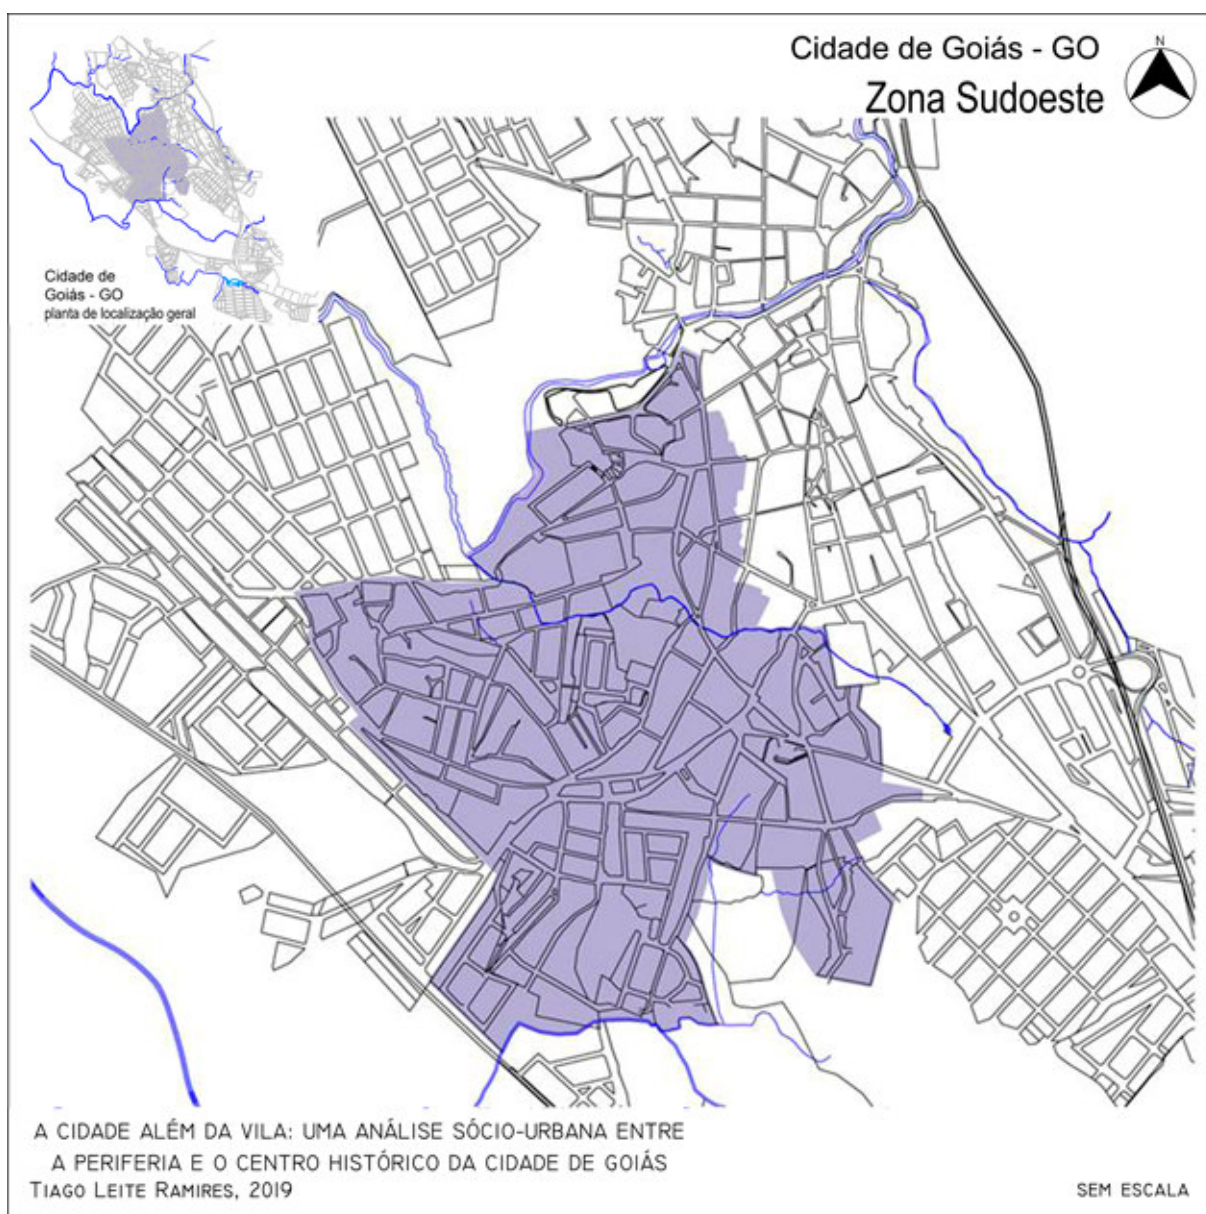 Cidade de Goiás - GO
Zona Sudoeste
N
Cidade de
Goiás - GO
planta de localização geral
A CIDADE ALÉM DA VILA: UMA ANÁLISE SÓCIO-URBANA ENTRE
A PERIFERIA E O CENTRO HISTÓRICO DA CIDADE DE GOIÁS
TIAGO LEITE RAMIRES, 2019
SEM ESCALA